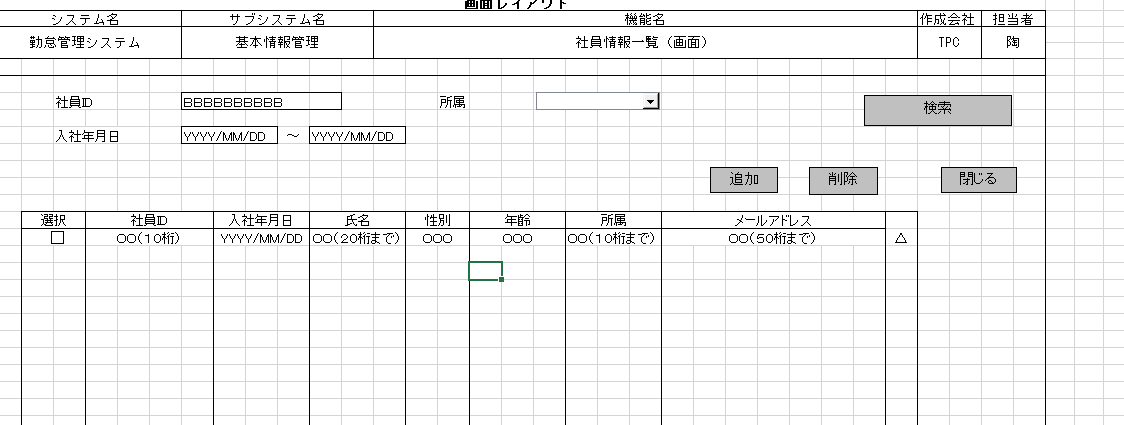 画面レイアウト
システム名 サブシステム名 機能名 作成会社 担当者
勤怠管理システム 基本情報管理 社員情報一覧（画面） TPC 陶
社員ID BBBBBBBBBB 所属 検索
入社年月日 YYYY/MM/DD ～ YYYY/MM/DD
追加 削除 閉じる
選択 社員ID 入社年月日 氏名 性別 年齢 所属 メールアドレス
□ ○○(10桁) YYYY/MM/DD ○○(20桁まで) ○○○ ○○○ ○○(10桁まで) ○○(50桁まで) △